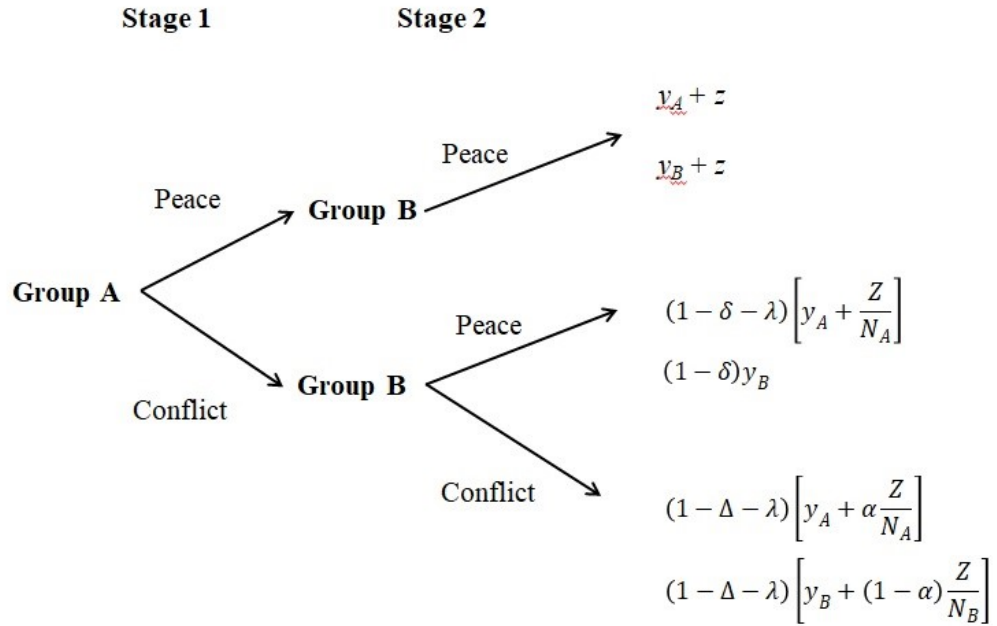 Stage 1 Stage 2
y_A + z
Peace
y_B + z
Peace
Group B
Group A
(1 − δ − λ)[y_A + Z/N_A]
Peace
(1 − δ)y_B
Group B
Conflict
Conflict
(1 − Δ − λ)[y_A + α Z/N_A]
(1 − Δ − λ)[y_B + (1 − α) Z/N_B]